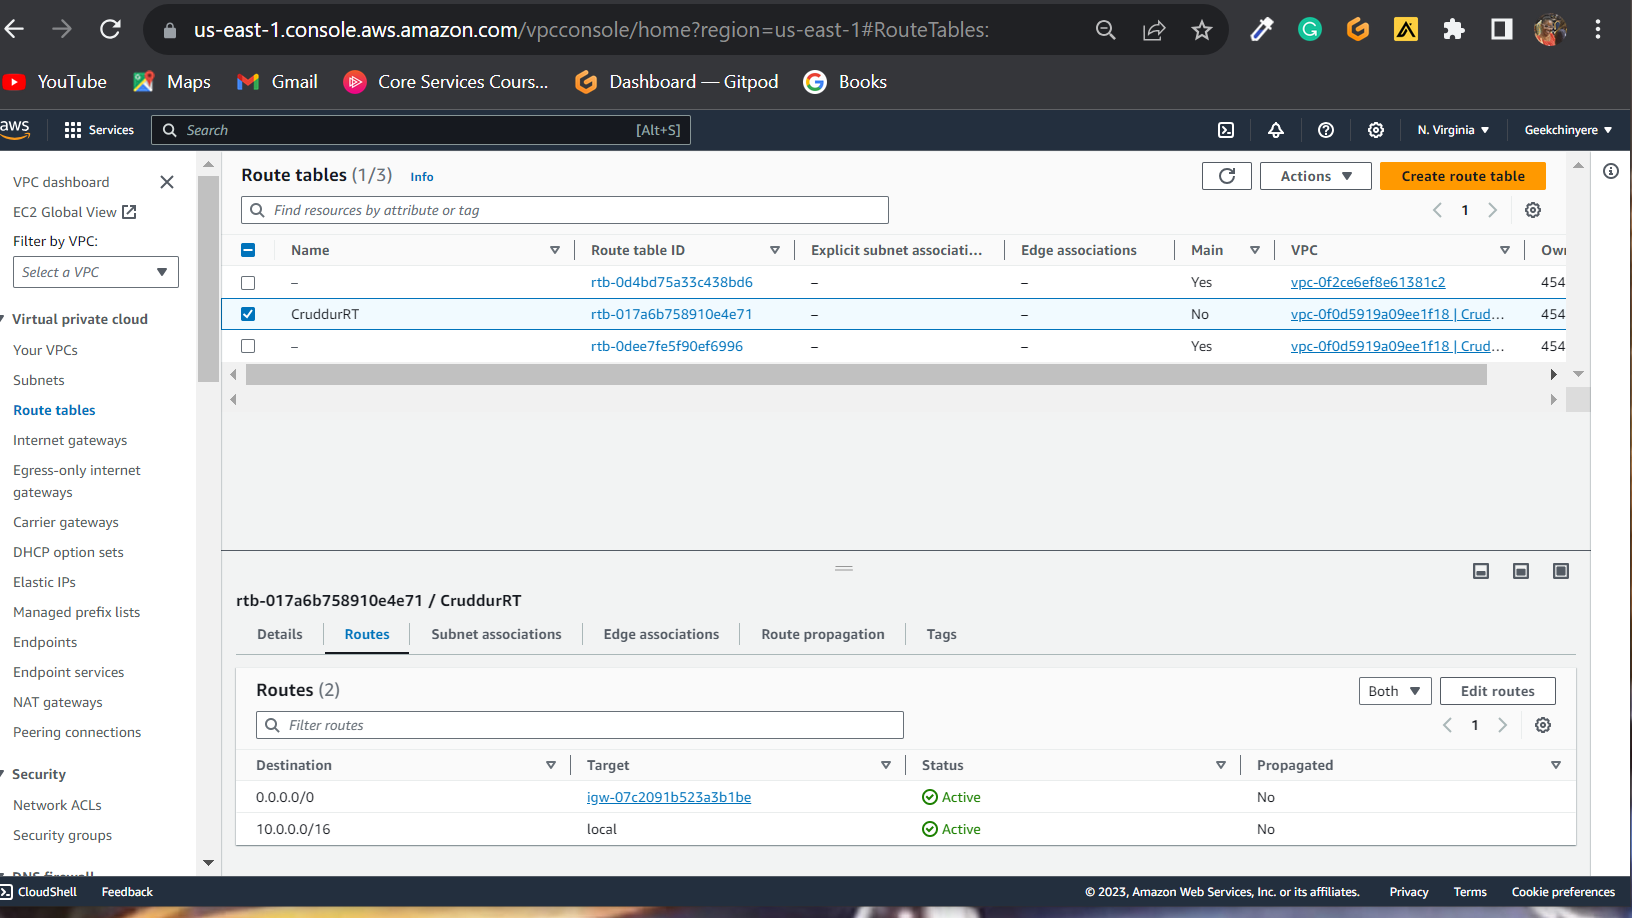 us-east-1.console.aws.amazon.com/vpcconsole/home?region=us-east-1#RouteTables:
YouTube Maps Gmail Core Services Cours... Dashboard — Gitpod Books
aws Services Search [Alt+S] N. Virginia Geekchinyere
VPC dashboard
EC2 Global View
Filter by VPC:
Select a VPC
Virtual private cloud
Your VPCs
Subnets
Route tables
Internet gateways
Egress-only internet
gateways
Carrier gateways
DHCP option sets
Elastic IPs
Managed prefix lists
Endpoints
Endpoint services
NAT gateways
Peering connections
Security
Network ACLs
Security groups
DNS firewall
Route tables (1/3) Info Actions Create route table
Find resources by attribute or tag 1
Name Route table ID Explicit subnet associati... Edge associations Main VPC Own
– rtb-0d4bd75a33c438bd6 – – Yes vpc-0f2ce6ef8e61381c2 454
CruddurRT rtb-017a6b758910e4e71 – – No vpc-0f0d5919a09ee1f18 | Crud... 454
– rtb-0dee7fe5f90ef6996 – – Yes vpc-0f0d5919a09ee1f18 | Crud... 454
rtb-017a6b758910e4e71 / CruddurRT
Details Routes Subnet associations Edge associations Route propagation Tags
Routes (2) Both Edit routes
Filter routes 1
Destination Target Status Propagated
0.0.0.0/0 igw-07c2091b523a3b1be Active No
10.0.0.0/16 local Active No
CloudShell Feedback © 2023, Amazon Web Services, Inc. or its affiliates. Privacy Terms Cookie preferences